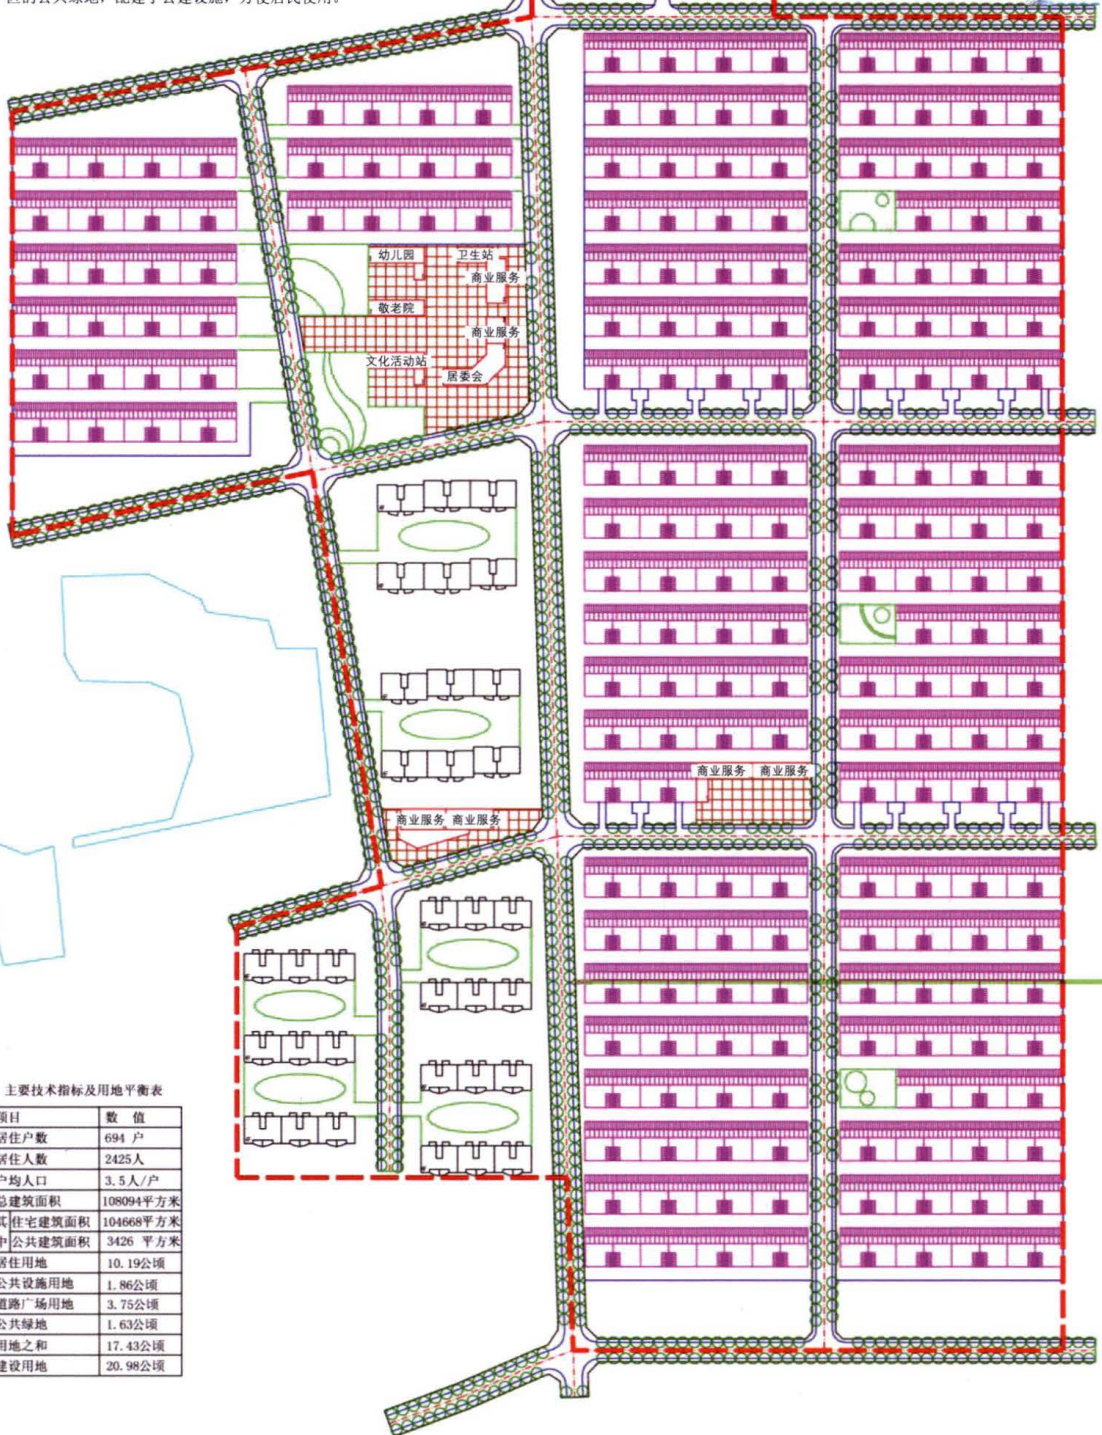 区的公共绿地，配建了公建设施，方便居民使用。
幼儿园 卫生站
商业服务
敬老院
商业服务
文化活动站
居委会
商业服务 商业服务
商业服务 商业服务
主要技术指标及用地平衡表
项目 数 值
居住户数 694 户
居住人数 2425人
户均人口 3.5人/户
总建筑面积 108094平方米
其 住宅建筑面积 104668平方米
中 公共建筑面积 3426 平方米
居住用地 10.19公顷
公共设施用地 1.86公顷
道路广场用地 3.75公顷
公共绿地 1.63公顷
用地之和 17.43公顷
建设用地 20.98公顷